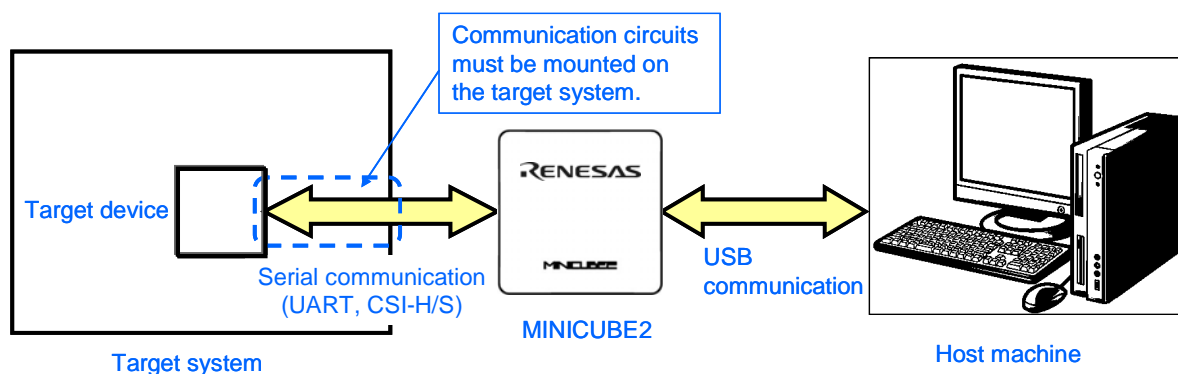 Communication circuits
must be mounted on
the target system.
RENESAS
Target device
Serial communication
(UART, CSI-H/S)
MINICUBE2
USB
communication
MINICUBE2
Target system
Host machine